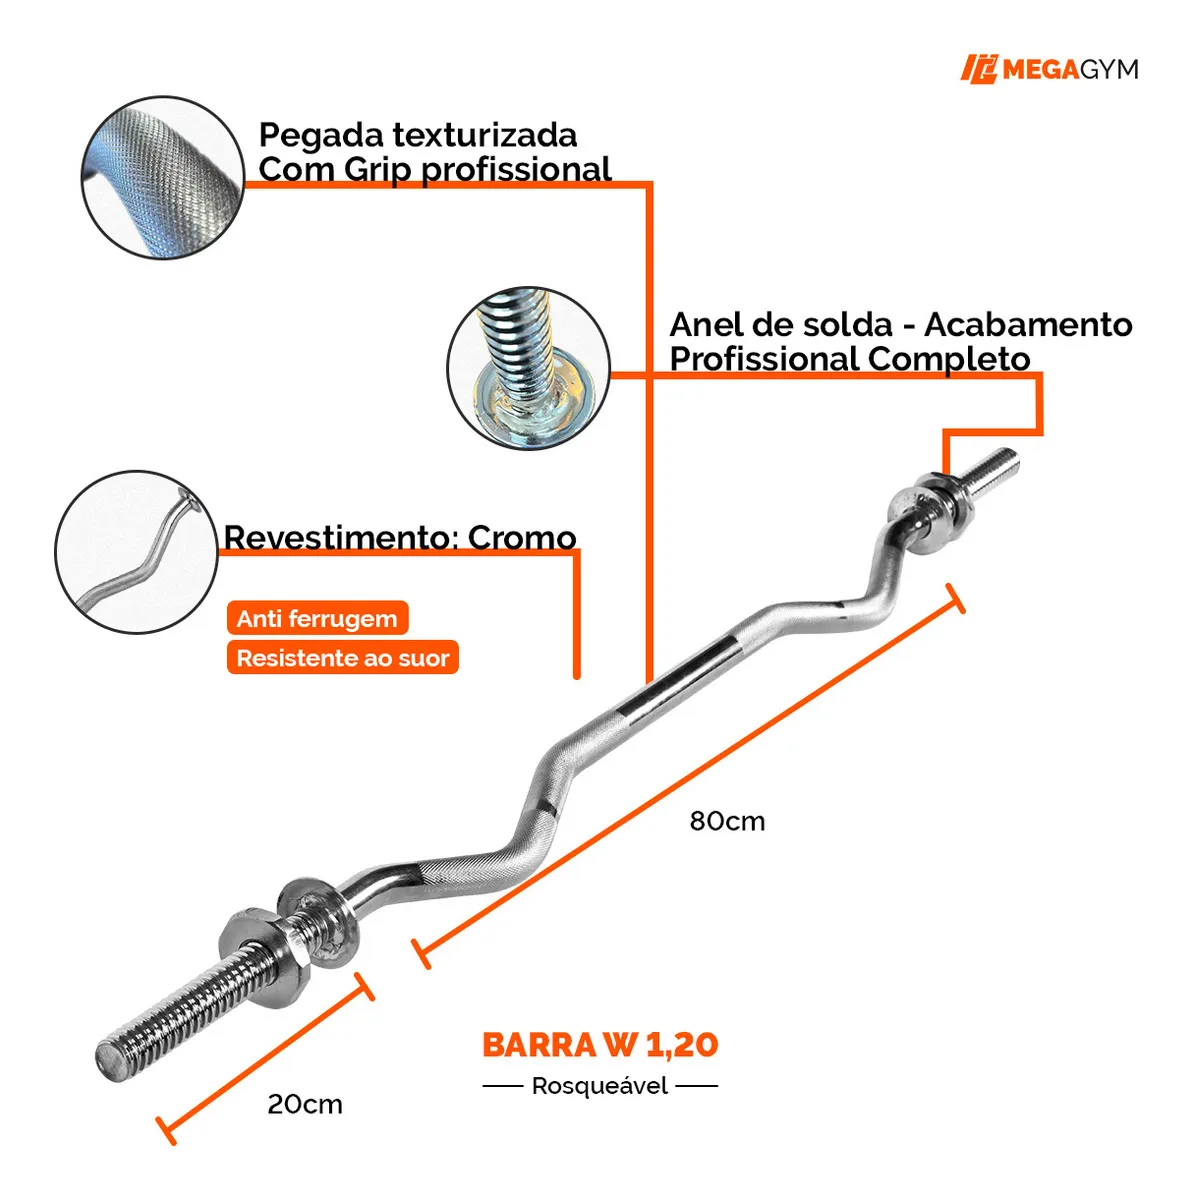 MEGAGYM
Pegada texturizada
Com Grip profissional
Anel de solda - Acabamento
Profissional Completo
Revestimento: Cromo
Anti ferrugem
Resistente ao suor
80cm
BARRA W 1,20
Rosqueável
20cm